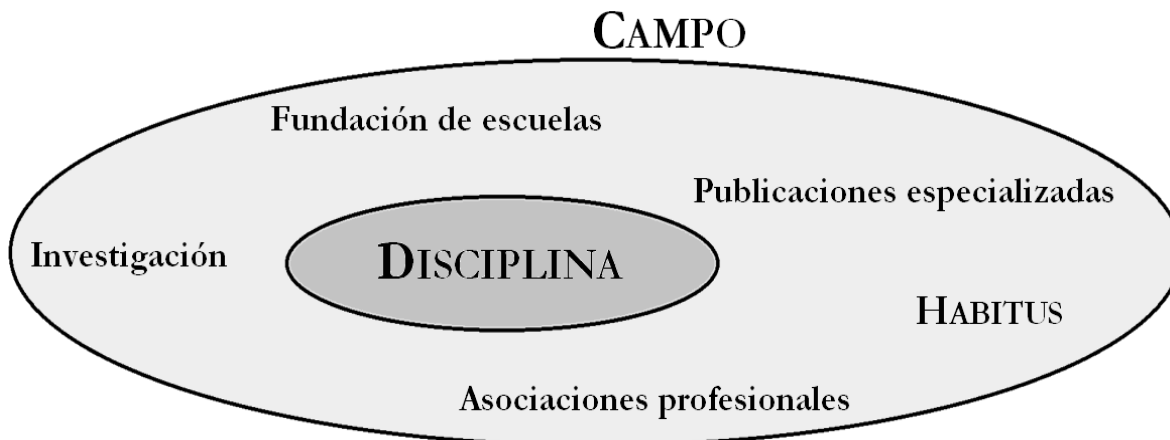 CAMPO
Fundación de escuelas
Publicaciones especializadas
Investigación
DISCIPLINA
HABITUS
Asociaciones profesionales